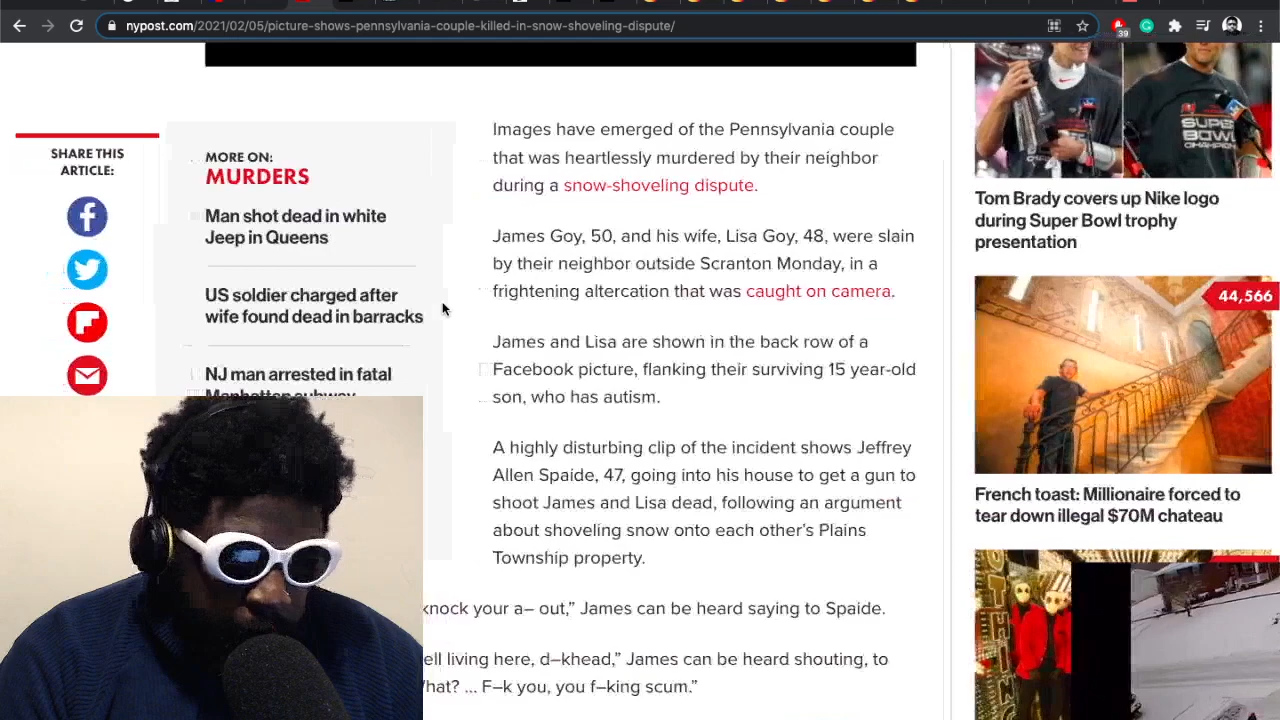 nypost.com/2021/02/05/picture-shows-pennsylvania-couple-killed-in-snow-shoveling-dispute/
39
SHARE THIS
ARTICLE:
MORE ON:
MURDERS
Man shot dead in white
Jeep in Queens
US soldier charged after
wife found dead in barracks
NJ man arrested in fatal
Manhattan subway
Images have emerged of the Pennsylvania couple
that was heartlessly murdered by their neighbor
during a snow-shoveling dispute.
James Goy, 50, and his wife, Lisa Goy, 48, were slain
by their neighbor outside Scranton Monday, in a
frightening altercation that was caught on camera.
James and Lisa are shown in the back row of a
Facebook picture, flanking their surviving 15 year-old
son, who has autism.
A highly disturbing clip of the incident shows Jeffrey
Allen Spaide, 47, going into his house to get a gun to
shoot James and Lisa dead, following an argument
about shoveling snow onto each other’s Plains
Township property.
knock your a– out,” James can be heard saying to Spaide.
ell living here, d–khead,” James can be heard shouting, to
hat? ... F–k you, you f–king scum.”
SUPER
BOWL
CHAMPIONS
Tom Brady covers up Nike logo
during Super Bowl trophy
presentation
44,566
French toast: Millionaire forced to
tear down illegal $70M chateau